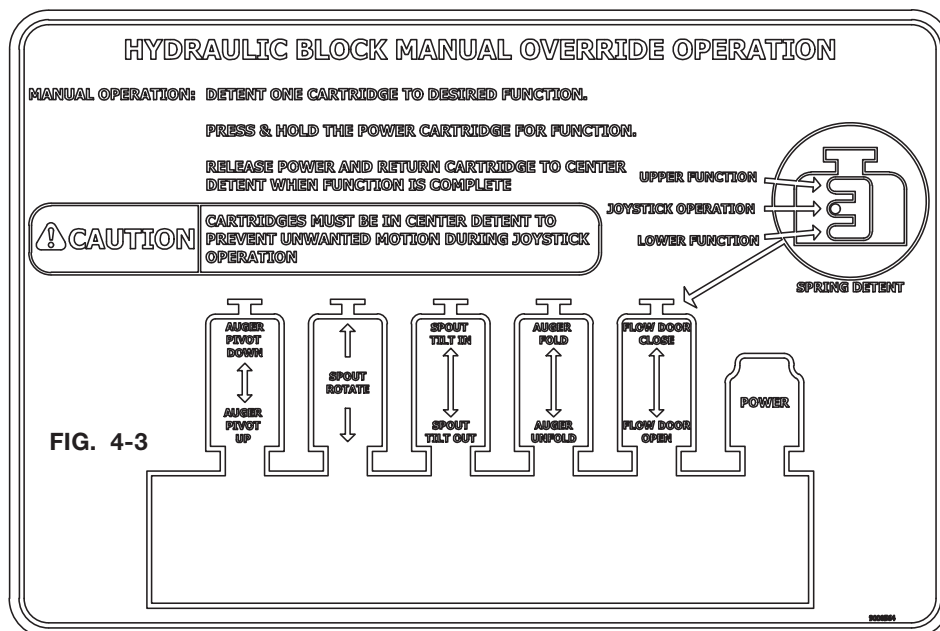 HYDRAULIC BLOCK MANUAL OVERRIDE OPERATION
MANUAL OPERATION: DETENT ONE CARTRIDGE TO DESIRED FUNCTION.
PRESS & HOLD THE POWER CARTRIDGE FOR FUNCTION.
RELEASE POWER AND RETURN CARTRIDGE TO CENTER
DETENT WHEN FUNCTION IS COMPLETE
UPPER FUNCTION
JOYSTICK OPERATION
LOWER FUNCTION
SPRING DETENT
CAUTION
CARTRIDGES MUST BE IN CENTER DETENT TO
PREVENT UNWANTED MOTION DURING JOYSTICK
OPERATION
AUGER
PIVOT
DOWN
AUGER
PIVOT
UP
SPOUT
ROTATE
SPOUT
TILT IN
SPOUT
TILT OUT
AUGER
FOLD
AUGER
UNFOLD
FLOW DOOR
CLOSE
FLOW DOOR
OPEN
POWER
FIG. 4-3